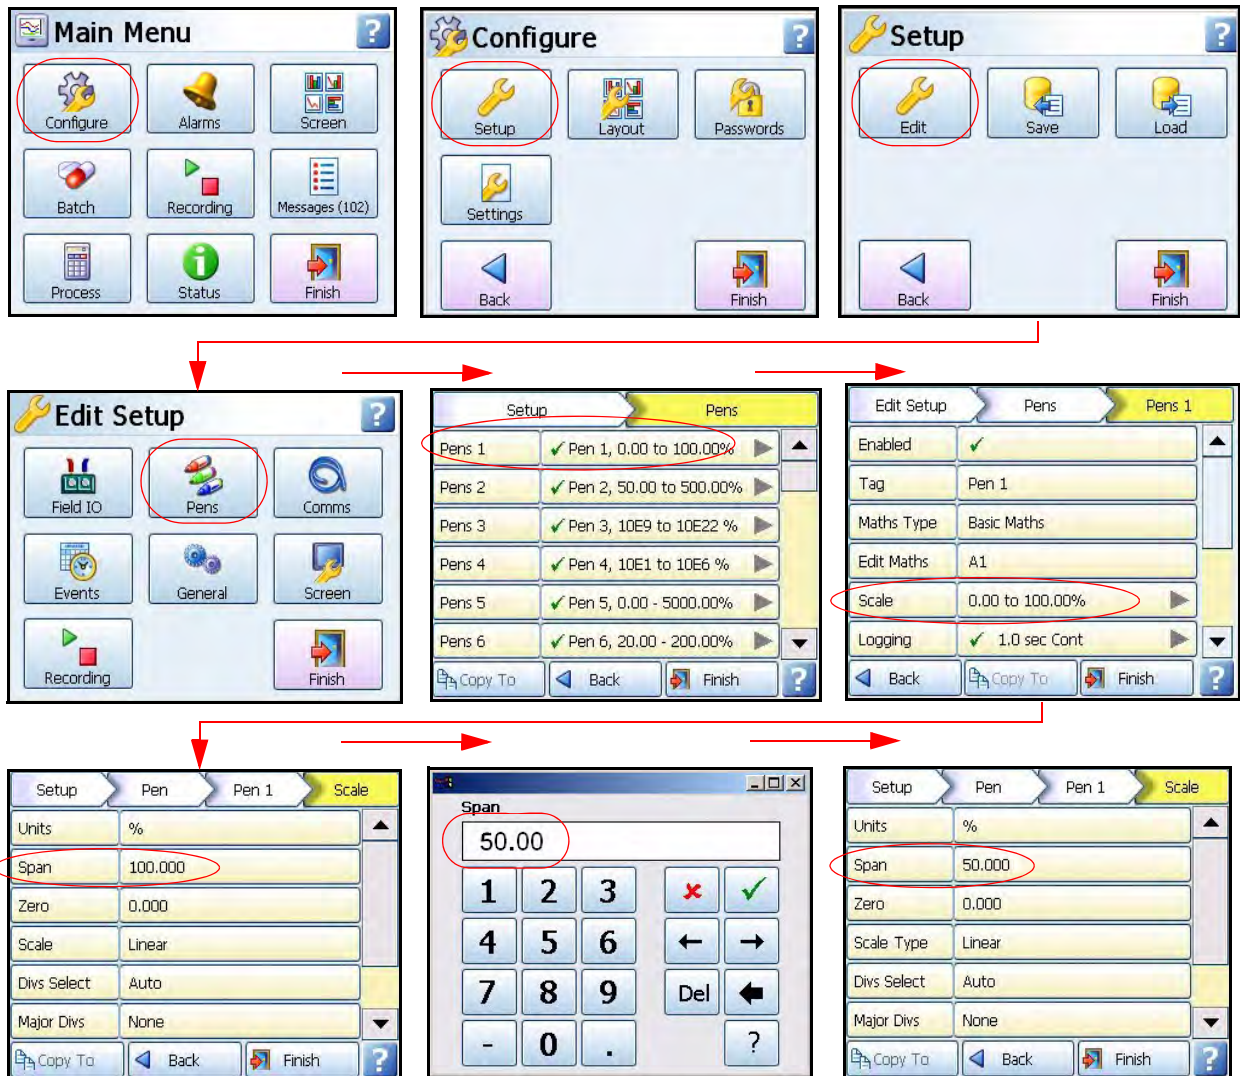 Main Menu
?
Configure
Alarms
Screen
Batch
Recording
Messages (102)
Process
Status
Finish
Configure
?
Setup
Layout
Passwords
Settings
Back
Finish
Setup
?
Edit
Save
Load
Back
Finish
Edit Setup
?
Field IO
Pens
Comms
Events
General
Screen
Recording
Finish
Setup Pens
Pens 1 Pen 1, 0.00 to 100.00%
Pens 2 Pen 2, 50.00 to 500.00%
Pens 3 Pen 3, 10E9 to 10E22 %
Pens 4 Pen 4, 10E1 to 10E6 %
Pens 5 Pen 5, 0.00 - 5000.00%
Pens 6 Pen 6, 20.00 - 200.00%
Copy To Back Finish ?
Edit Setup Pens Pens 1
Enabled
Tag Pen 1
Maths Type Basic Maths
Edit Maths A1
Scale 0.00 to 100.00%
Logging 1.0 sec Cont
Back Copy To Finish ?
Setup Pen Pen 1 Scale
Units %
Span 100.000
Zero 0.000
Scale Linear
Divs Select Auto
Major Divs None
Copy To Back Finish ?
Span
50.00
1 2 3
4 5 6
7 8 9 Del
- 0 . ?
Setup Pen Pen 1 Scale
Units %
Span 50.000
Zero 0.000
Scale Type Linear
Divs Select Auto
Major Divs None
Copy To Back Finish ?